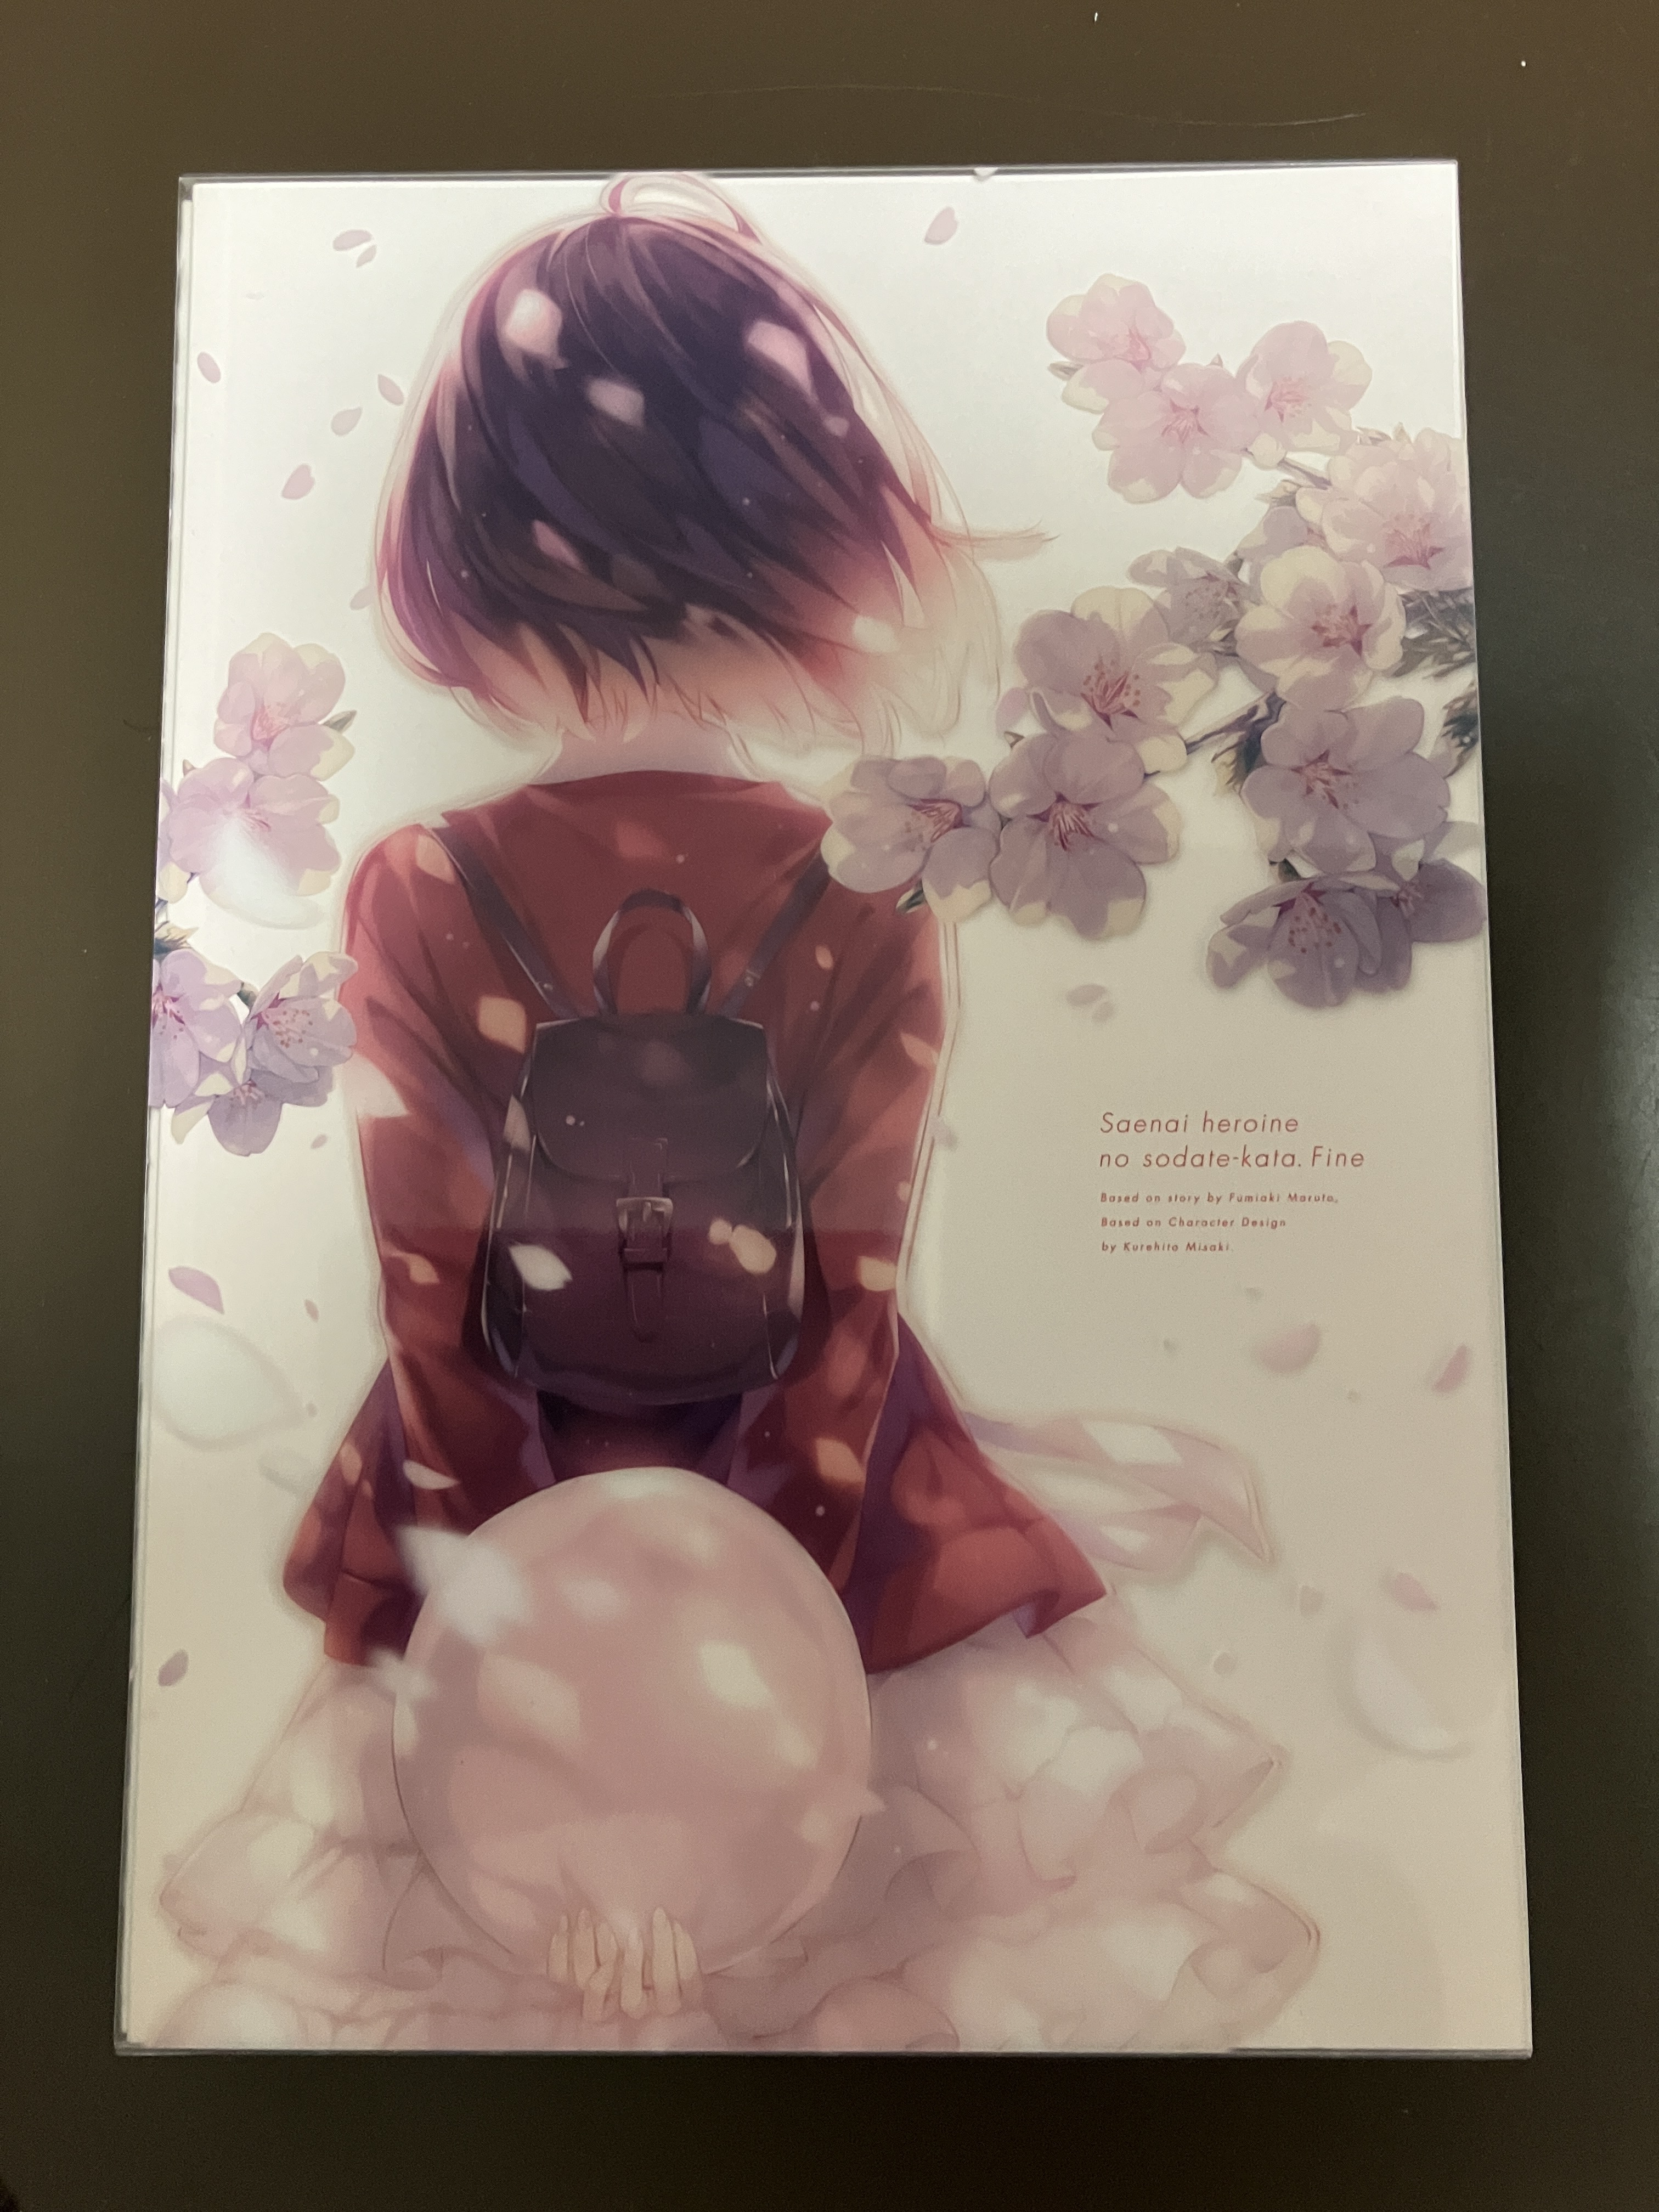 Saenai heroine
no sodate-kata. Fine
Based on story by Fumiaki Maruto,
Based on Character Design
by Kurehito Misaki.